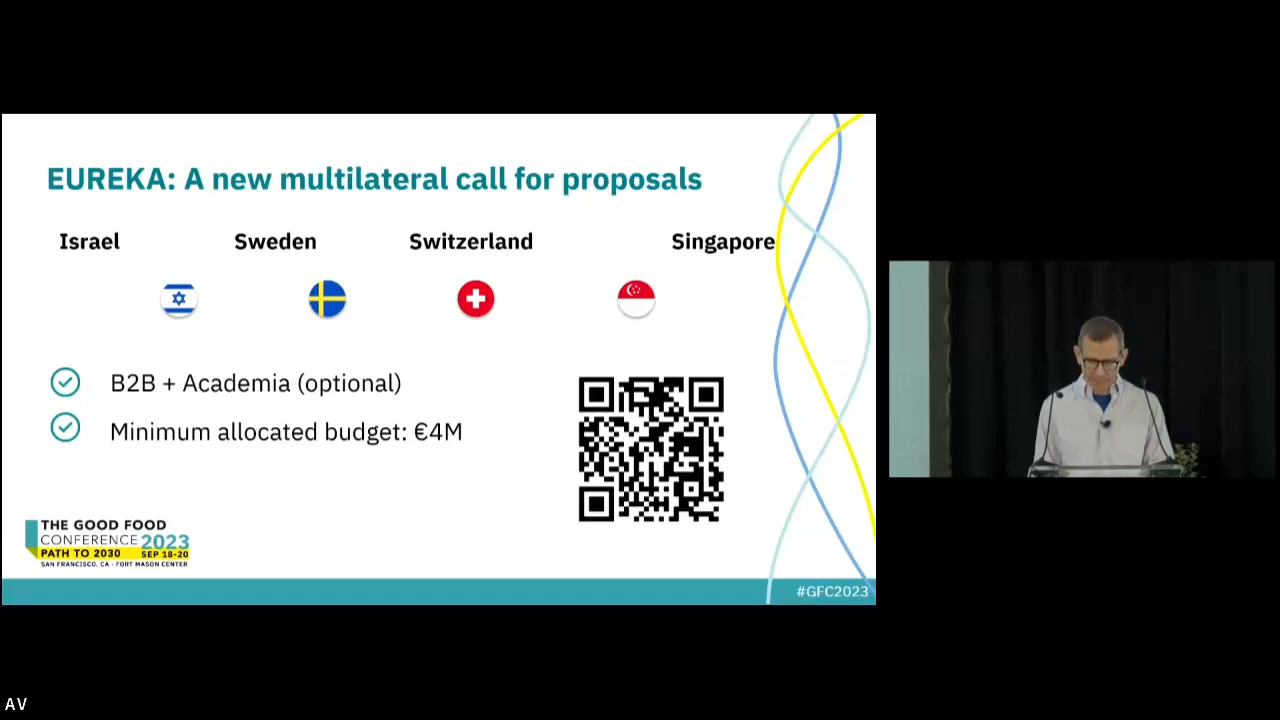 EUREKA: A new multilateral call for proposals
Israel Sweden Switzerland Singapore
B2B + Academia (optional)
Minimum allocated budget: €4M
THE GOOD FOOD
CONFERENCE 2023
PATH TO 2030 SEP 18-20
SAN FRANCISCO, CA · FORT MASON CENTER
#GFC2023
AV